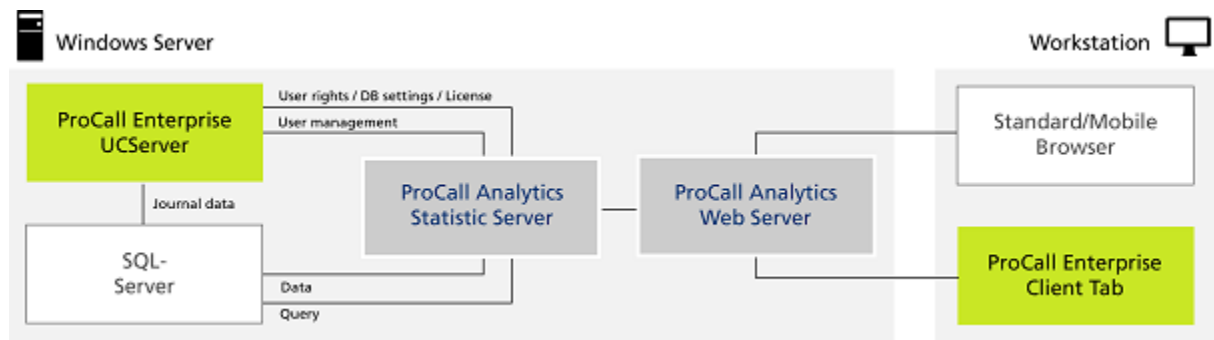 Windows Server
Workstation
ProCall Enterprise
UCServer
User rights / DB settings / License
User management
Standard/Mobile
Browser
ProCall Analytics
Statistic Server
ProCall Analytics
Web Server
Journal data
SQL-
Server
Data
Query
ProCall Enterprise
Client Tab